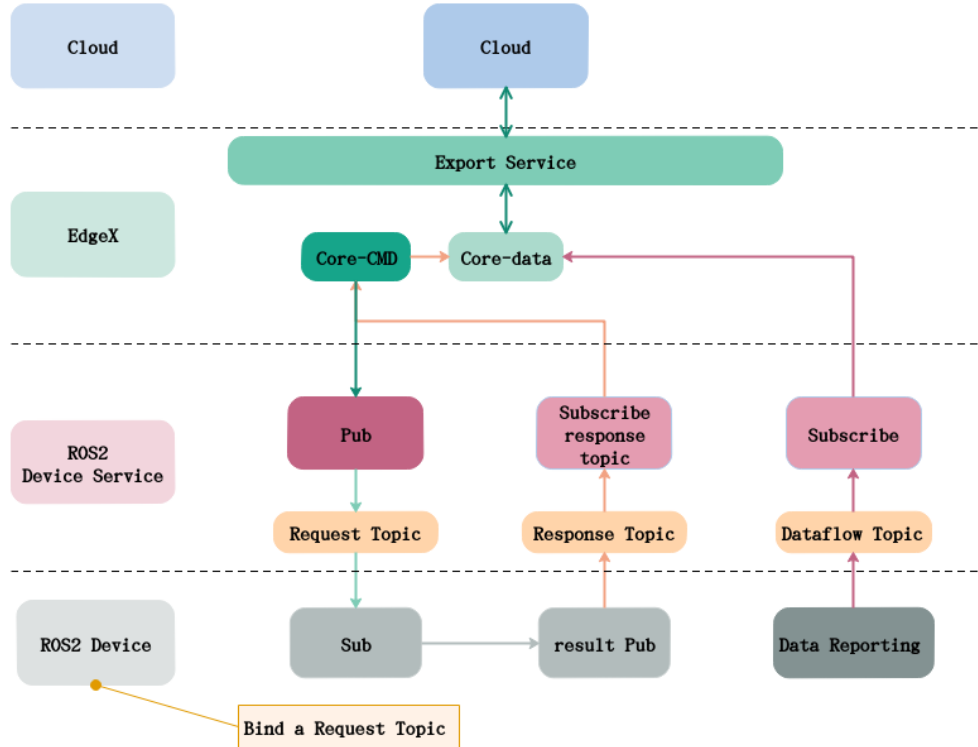 Cloud
Cloud
Export Service
EdgeX
Core-CMD
Core-data
ROS2
Device Service
Pub
Subscribe
response
topic
Subscribe
Request Topic
Response Topic
Dataflow Topic
ROS2 Device
Sub
result Pub
Data Reporting
Bind a Request Topic